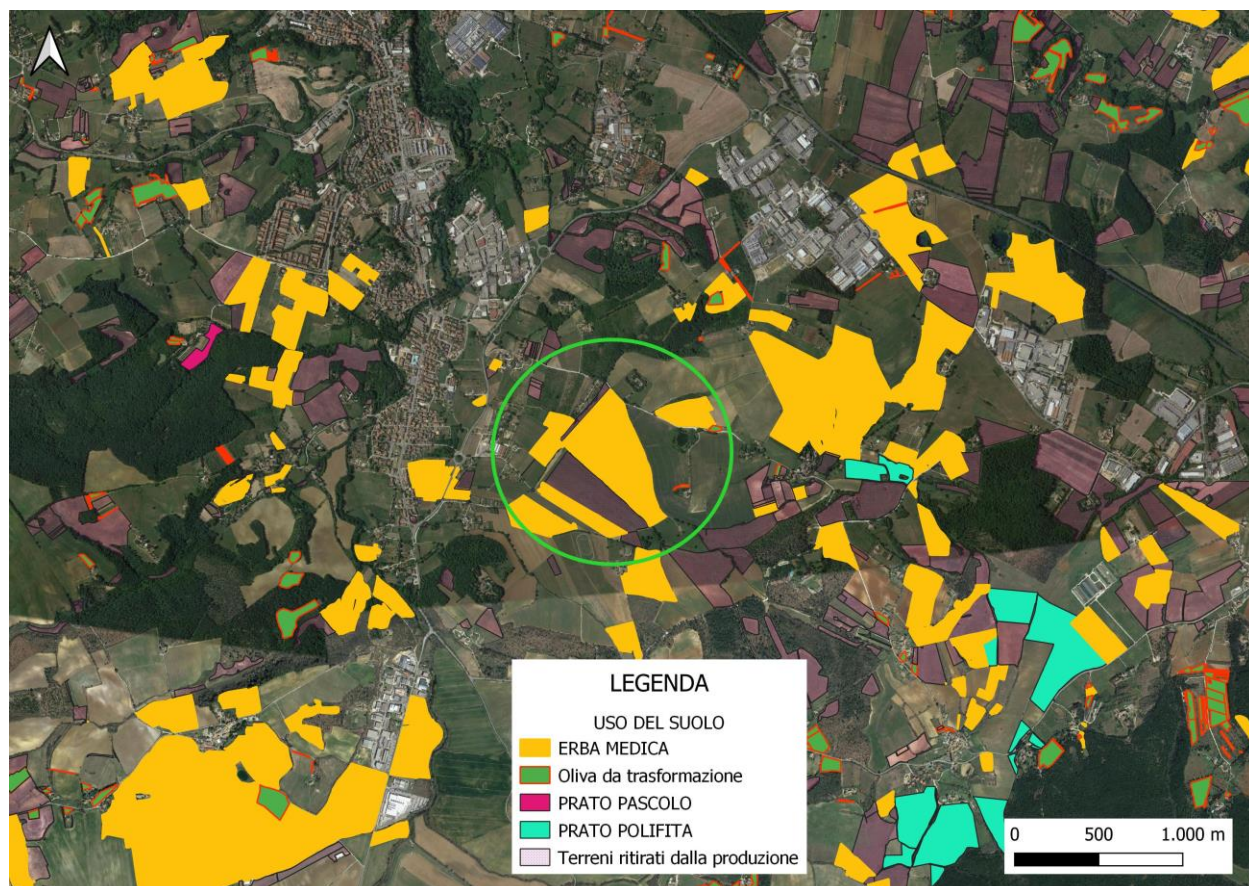 LEGENDA
USO DEL SUOLO
ERBA MEDICA
Oliva da trasformazione
PRATO PASCOLO
PRATO POLIFITA
Terreni ritirati dalla produzione
0 500 1.000 m